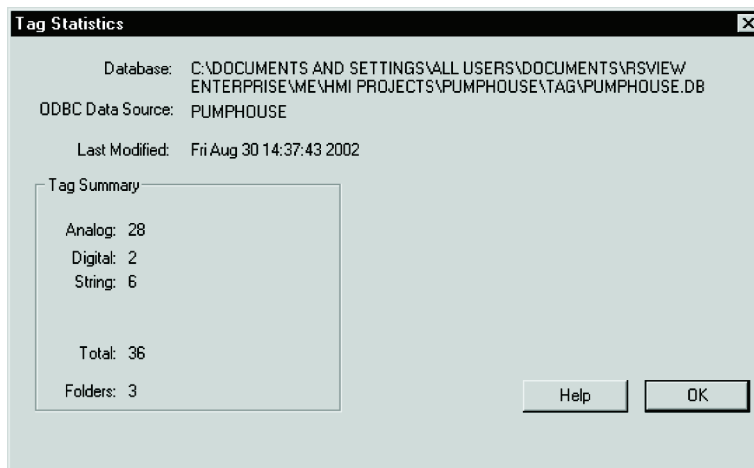 Tag Statistics
Database: C:\DOCUMENTS AND SETTINGS\ALL USERS\DOCUMENTS\RSVIEW
ENTERPRISE\ME\HMI PROJECTS\PUMPHOUSE\TAG\PUMPHOUSE.DB
ODBC Data Source: PUMPHOUSE
Last Modified: Fri Aug 30 14:37:43 2002
Tag Summary
Analog: 28
Digital: 2
String: 6
Total: 36
Folders: 3
Help OK